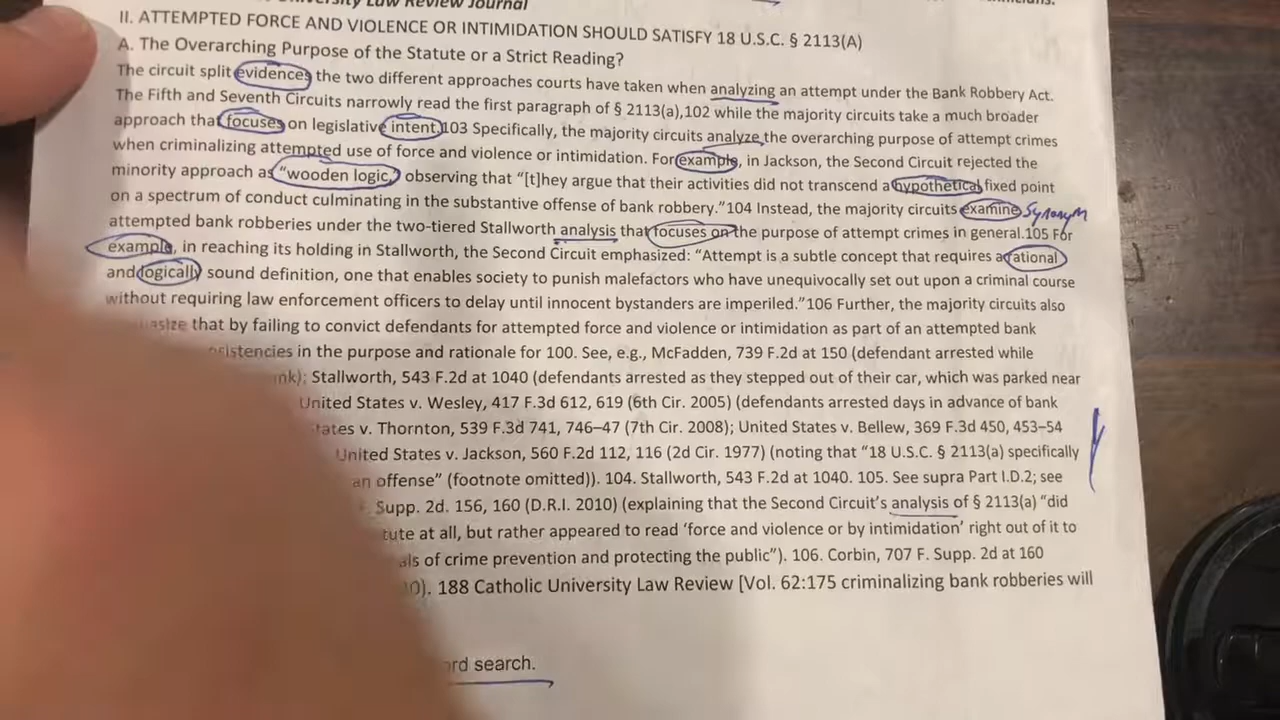 University Law Review Journal
II. ATTEMPTED FORCE AND VIOLENCE OR INTIMIDATION SHOULD SATISFY 18 U.S.C. § 2113(A)
A. The Overarching Purpose of the Statute or a Strict Reading?
The circuit split evidences the two different approaches courts have taken when analyzing an attempt under the Bank Robbery Act.
The Fifth and Seventh Circuits narrowly read the first paragraph of § 2113(a),102 while the majority circuits take a much broader
approach that focuses on legislative intent.103 Specifically, the majority circuits analyze the overarching purpose of attempt crimes
when criminalizing attempted use of force and violence or intimidation. For example, in Jackson, the Second Circuit rejected the
minority approach as “wooden logic,” observing that “[t]hey argue that their activities did not transcend a hypothetical fixed point
on a spectrum of conduct culminating in the substantive offense of bank robbery.”104 Instead, the majority circuits examine Synonym
attempted bank robberies under the two-tiered Stallworth analysis that focuses on the purpose of attempt crimes in general.105 For
example, in reaching its holding in Stallworth, the Second Circuit emphasized: “Attempt is a subtle concept that requires a rational
and logically sound definition, one that enables society to punish malefactors who have unequivocally set out upon a criminal course
without requiring law enforcement officers to delay until innocent bystanders are imperiled.”106 Further, the majority circuits also
that by failing to convict defendants for attempted force and violence or intimidation as part of an attempted bank
in the purpose and rationale for 100. See, e.g., McFadden, 739 F.2d at 150 (defendant arrested while
Stallworth, 543 F.2d at 1040 (defendants arrested as they stepped out of their car, which was parked near
United States v. Wesley, 417 F.3d 612, 619 (6th Cir. 2005) (defendants arrested days in advance of bank
v. Thornton, 539 F.3d 741, 746–47 (7th Cir. 2008); United States v. Bellew, 369 F.3d 450, 453–54
United States v. Jackson, 560 F.2d 112, 116 (2d Cir. 1977) (noting that “18 U.S.C. § 2113(a) specifically
an offense” (footnote omitted)). 104. Stallworth, 543 F.2d at 1040. 105. See supra Part I.D.2; see
Supp. 2d. 156, 160 (D.R.I. 2010) (explaining that the Second Circuit’s analysis of § 2113(a) “did
at all, but rather appeared to read ‘force and violence or by intimidation’ right out of it to
of crime prevention and protecting the public”). 106. Corbin, 707 F. Supp. 2d at 160
188 Catholic University Law Review [Vol. 62:175 criminalizing bank robberies will
search.